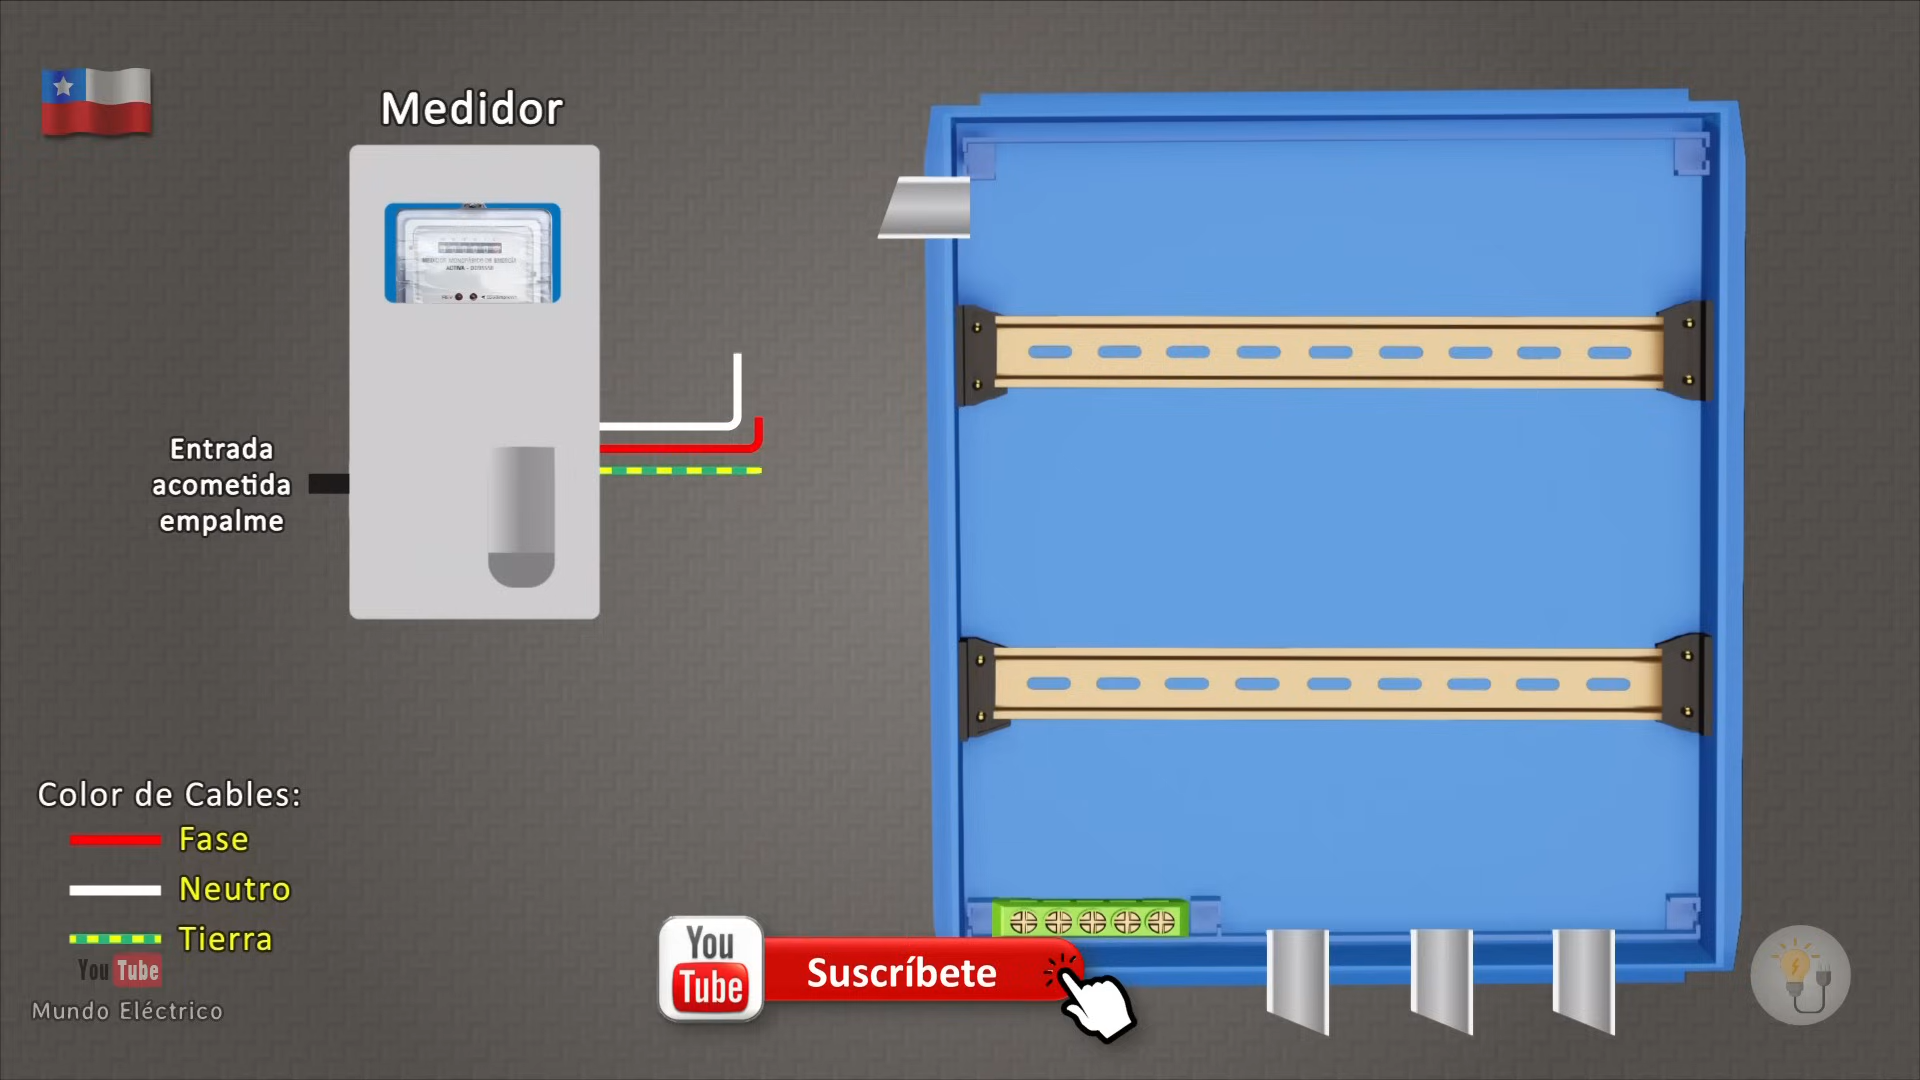 Medidor
Entrada
acometida
empalme
Color de Cables:
Fase
Neutro
Tierra
You Tube
Mundo Eléctrico
You
Tube
Suscríbete